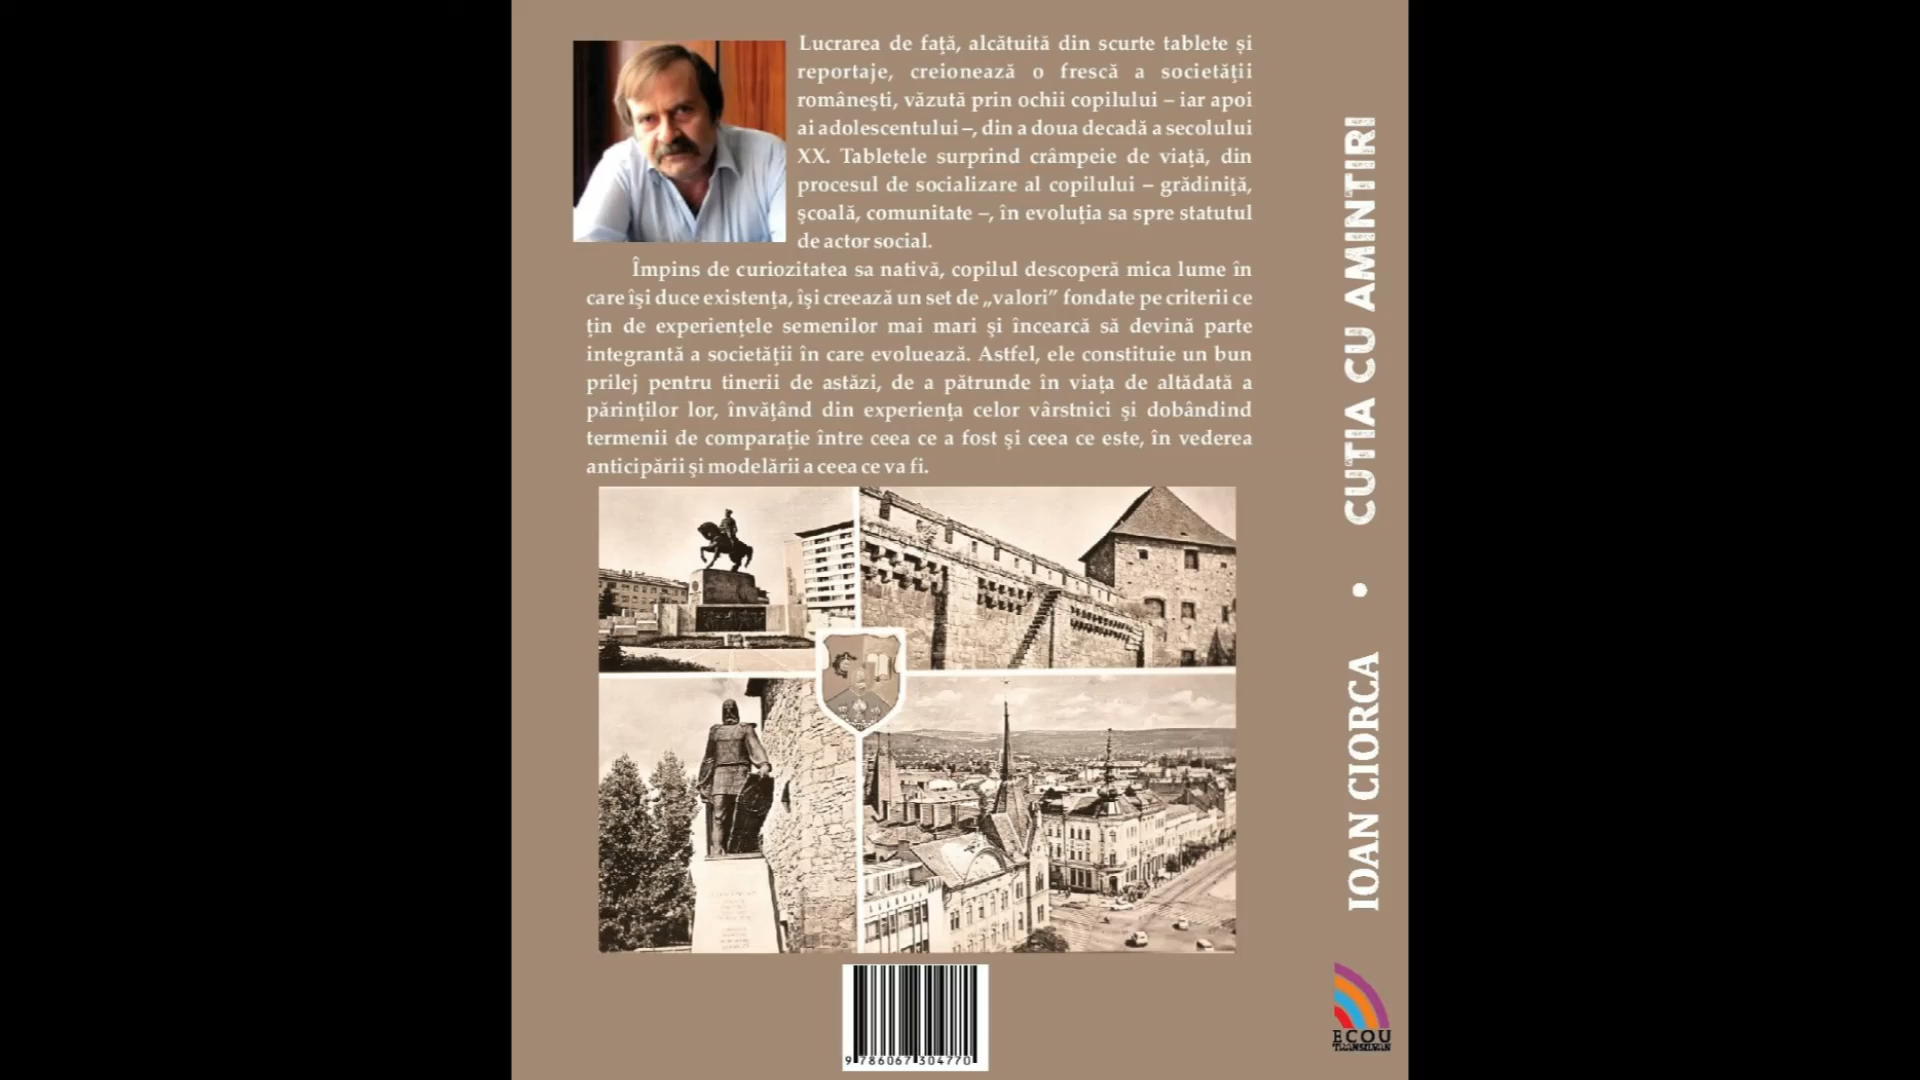 Lucrarea de față, alcătuită din scurte tablete și
reportaje, creionează o frescă a societății
românești, văzută prin ochii copilului – iar apoi
ai adolescentului –, din a doua decadă a secolului
XX. Tabletele surprind crâmpeie de viață, din
procesul de socializare al copilului – grădiniță,
școală, comunitate –, în evoluția sa spre statutul
de actor social.
Împins de curiozitatea sa nativă, copilul descoperă mica lume în
care își duce existența, își creează un set de „valori” fondate pe criterii ce
țin de experiențele semenilor mai mari și încearcă să devină parte
integrantă a societății în care evoluează. Astfel, ele constituie un bun
prilej pentru tinerii de astăzi, de a pătrunde în viața de altădată a
părinților lor, învățând din experiența celor vârstnici și dobândind
termenii de comparație între ceea ce a fost și ceea ce este, în vederea
anticipării și modelării a ceea ce va fi.
9 786067 304770
IOAN CIORCA • CUTIA CU AMINTIRI
ECOU
TRANSILVAN